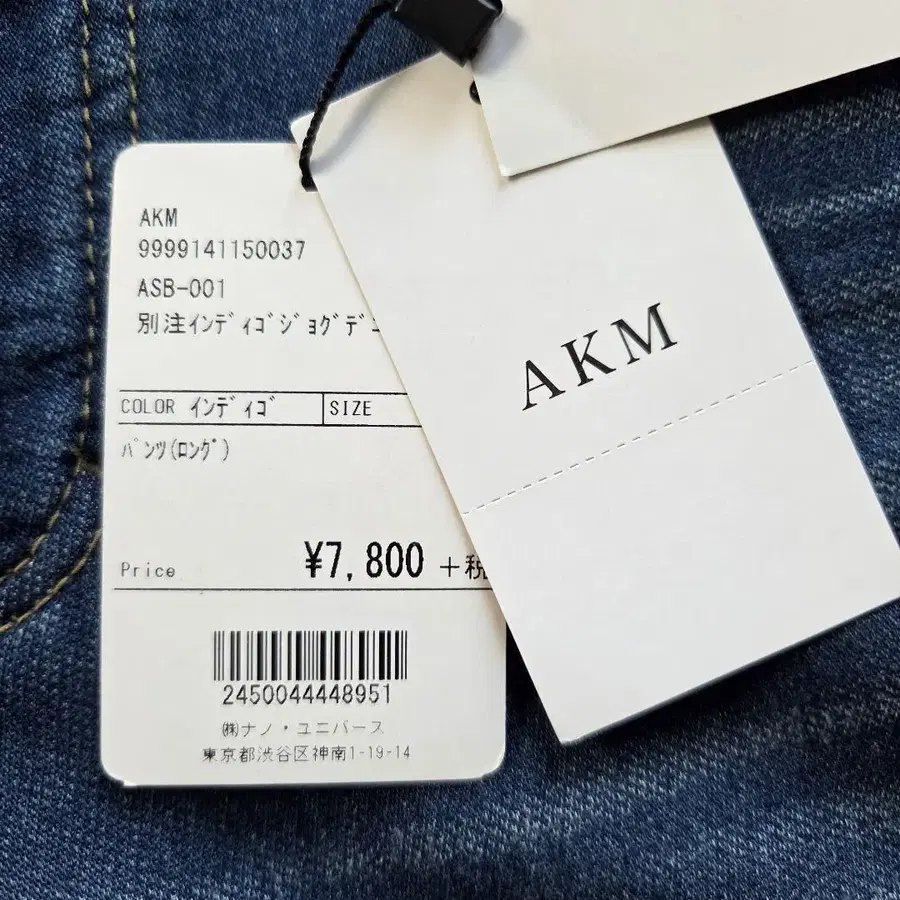 AKM
9999141150037
ASB-001
別注ｲﾝﾃﾞｨｺﾞｼﾞｮｸﾞﾃﾞﾆ
COLOR ｲﾝﾃﾞｨｺﾞ SIZE
ﾊﾟﾝﾂ(ﾛﾝｸﾞ)
Price ¥7,800 +税
2450044448951
㈱ナノ・ユニバース
東京都渋谷区神南1-19-14
AKM